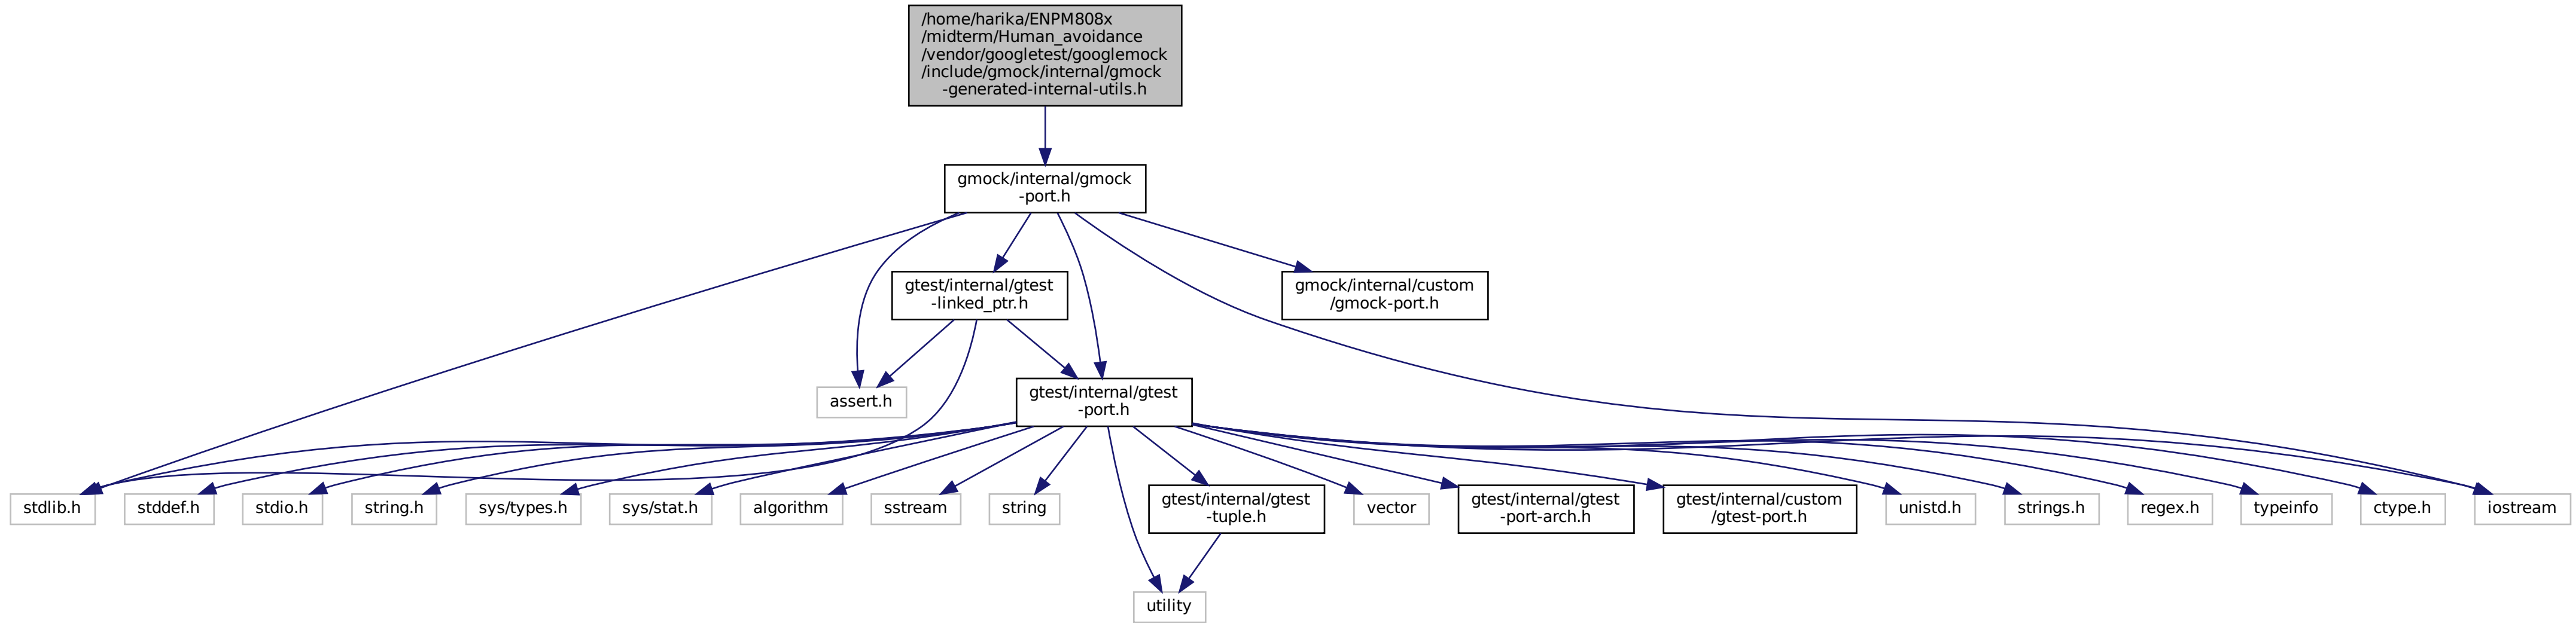 /home/harika/ENPM808x
/midterm/Human_avoidance
/vendor/googletest/googlemock
/include/gmock/internal/gmock
-generated-internal-utils.h
gmock/internal/gmock
-port.h
gtest/internal/gtest
-linked_ptr.h
gmock/internal/custom
/gmock-port.h
assert.h
gtest/internal/gtest
-port.h
stdlib.h
stddef.h
stdio.h
string.h
sys/types.h
sys/stat.h
algorithm
sstream
string
gtest/internal/gtest
-tuple.h
vector
gtest/internal/gtest
-port-arch.h
gtest/internal/custom
/gtest-port.h
unistd.h
strings.h
regex.h
typeinfo
ctype.h
iostream
utility